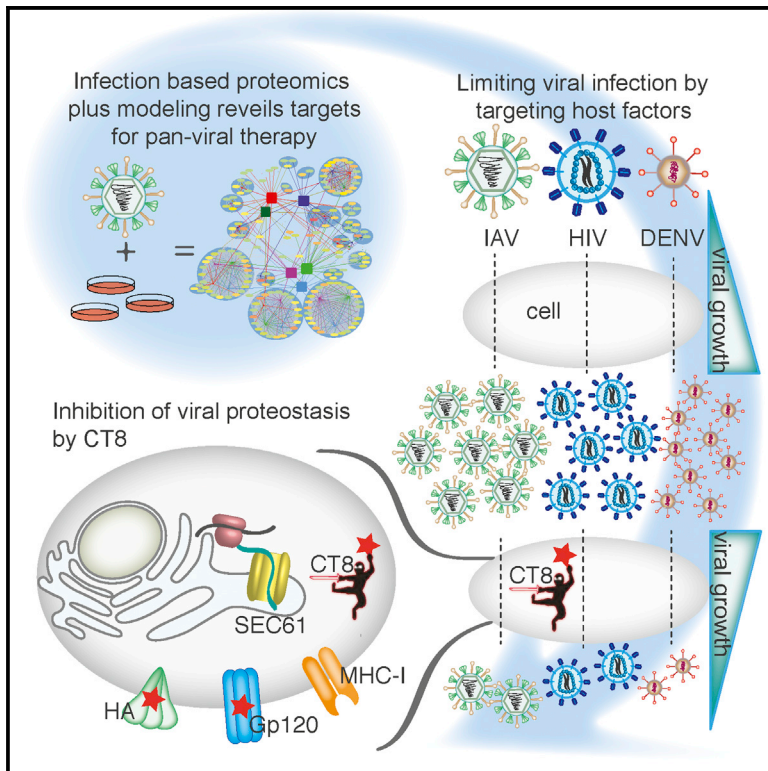 Infection based proteomics
plus modeling reveils targets
for pan-viral therapy
+
=
Limiting viral infection by
targeting host factors
IAV
HIV
DENV
cell
viral growth
Inhibition of viral proteostasis
by CT8
CT8
SEC61
HA
Gp120
MHC-I
CT8
viral growth